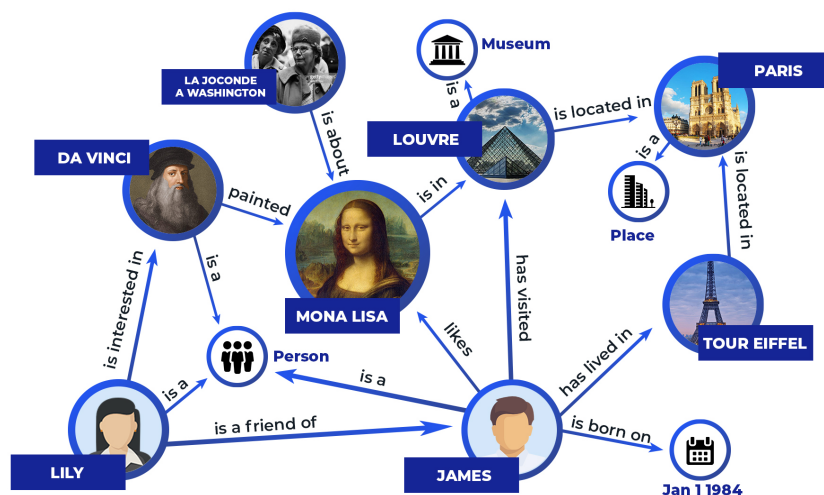 Museum
LA JOCONDE
A WASHINGTON
PARIS
is a
is located in
LOUVRE
is about
is a
DA VINCI
is located in
painted
is in
Place
is a
has visited
is interested in
MONA LISA
TOUR EIFFEL
likes
Person
has lived in
is a
is a
is a friend of
is born on
LILY
JAMES
Jan 1 1984